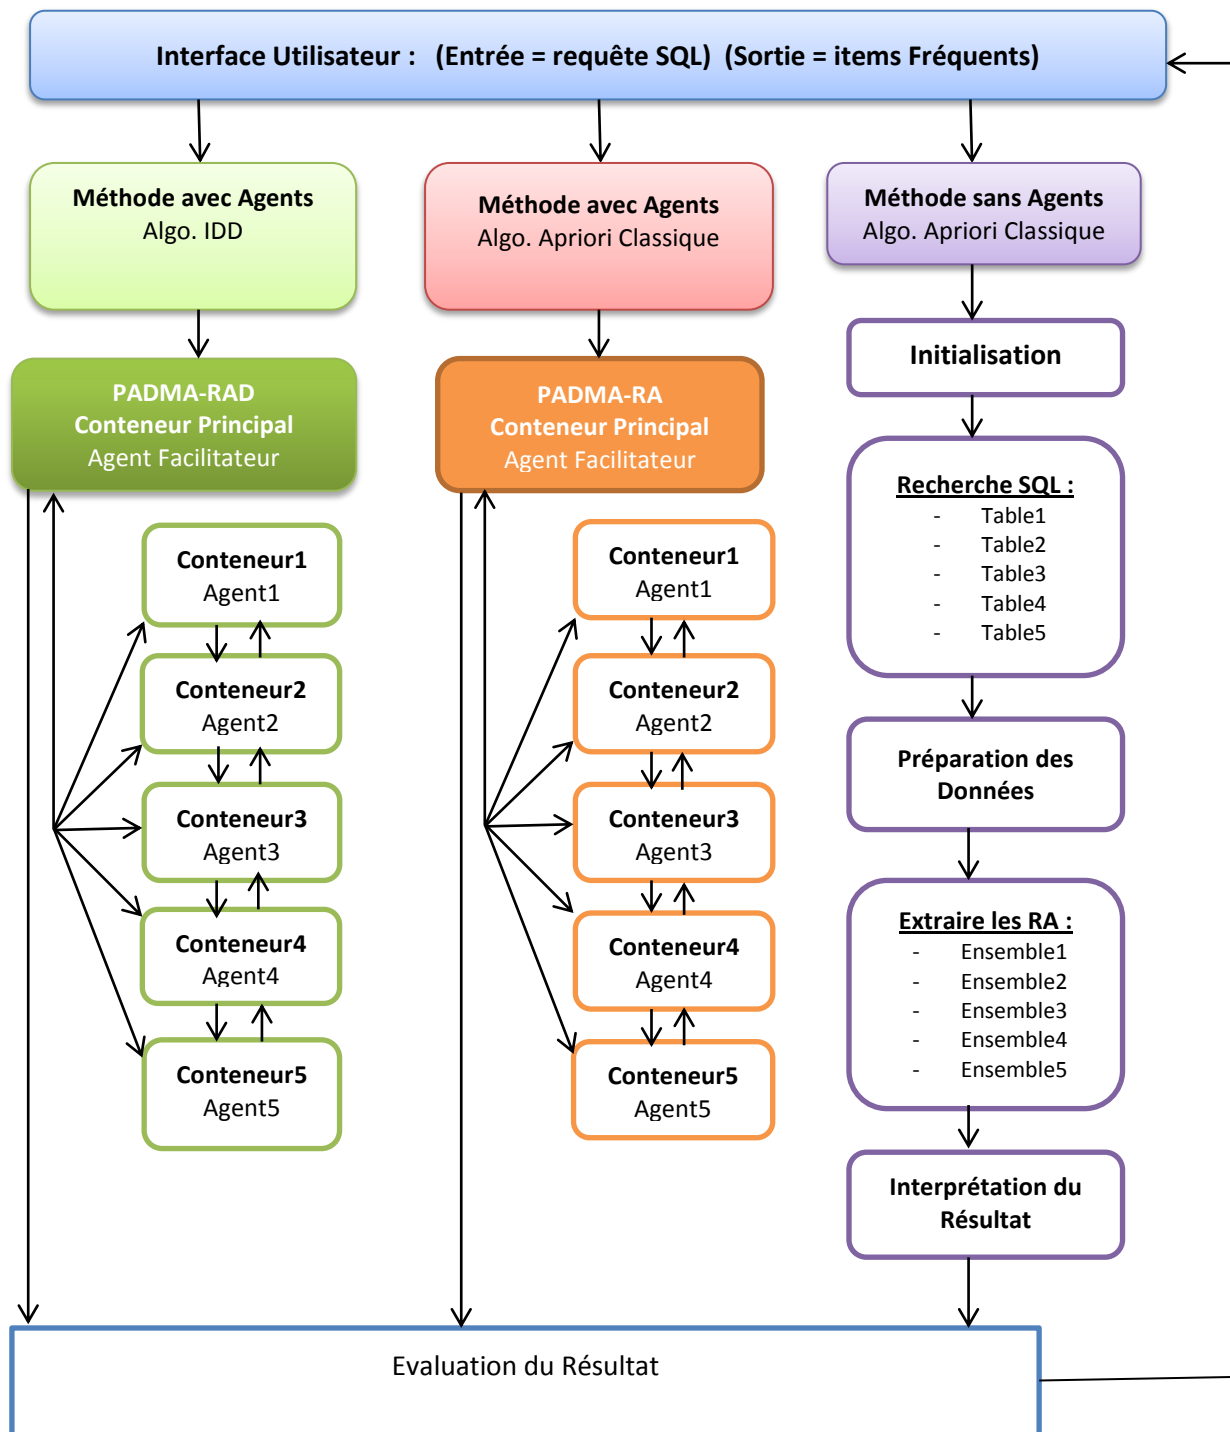 Interface Utilisateur : (Entrée = requête SQL) (Sortie = items Fréquents)
Méthode avec Agents
Algo. IDD
Méthode avec Agents
Algo. Apriori Classique
Méthode sans Agents
Algo. Apriori Classique
PADMA-RAD
Conteneur Principal
Agent Facilitateur
Conteneur1
Agent1
Conteneur2
Agent2
Conteneur3
Agent3
Conteneur4
Agent4
Conteneur5
Agent5
PADMA-RA
Conteneur Principal
Agent Facilitateur
Conteneur1
Agent1
Conteneur2
Agent2
Conteneur3
Agent3
Conteneur4
Agent4
Conteneur5
Agent5
Initialisation
Recherche SQL :
- Table1
- Table2
- Table3
- Table4
- Table5
Préparation des
Données
Extraire les RA :
- Ensemble1
- Ensemble2
- Ensemble3
- Ensemble4
- Ensemble5
Interprétation du
Résultat
Evaluation du Résultat